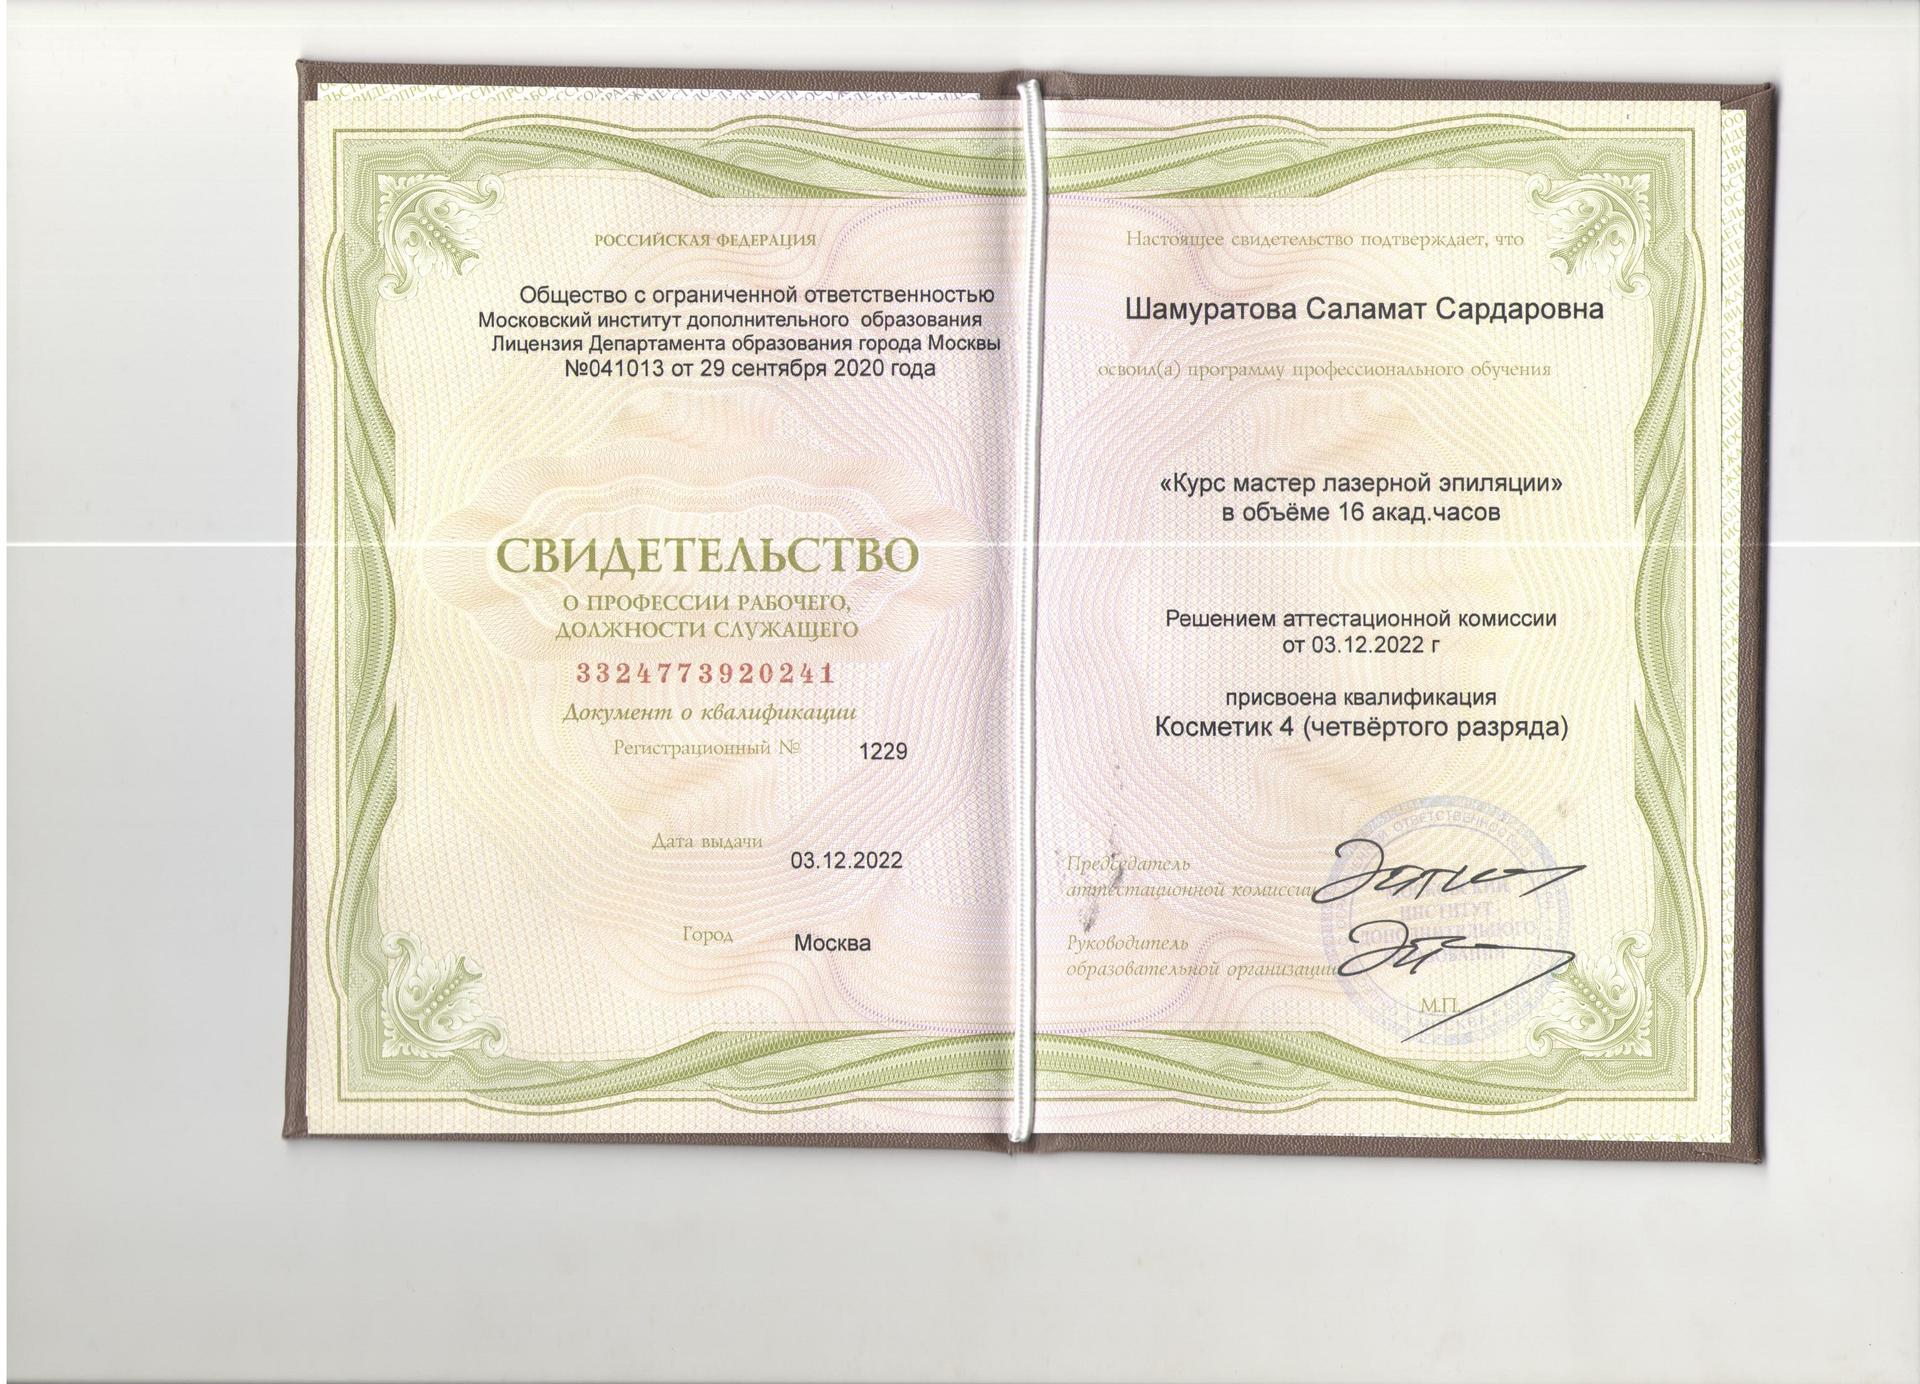 РОССИЙСКАЯ ФЕДЕРАЦИЯ
Общество с ограниченной ответственностью
Московский институт дополнительного образования
Лицензия Департамента образования города Москвы
№041013 от 29 сентября 2020 года
СВИДЕТЕЛЬСТВО
О ПРОФЕССИИ РАБОЧЕГО,
ДОЛЖНОСТИ СЛУЖАЩЕГО
3324773920241
Документ о квалификации
Регистрационный № 1229
Дата выдачи
03.12.2022
Город
Москва
Настоящее свидетельство подтверждает, что
Шамуратова Саламат Сардаровна
освоил(а) программу профессионального обучения
«Курс мастер лазерной эпиляции»
в объёме 16 акад.часов
Решением аттестационной комиссии
от 03.12.2022 г
присвоена квалификация
Косметик 4 (четвёртого разряда)
Председатель
аттестационной комиссии
Руководитель
образовательной организации
М.П.
ИНСТИТУТ